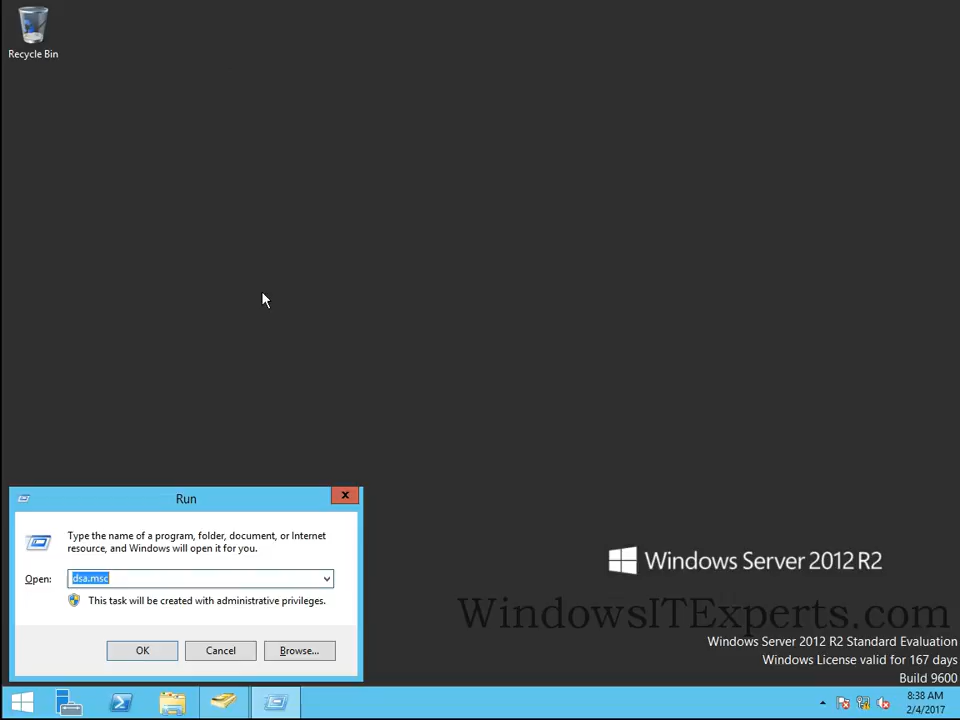 Recycle Bin
Run
x
Type the name of a program, folder, document, or Internet
resource, and Windows will open it for you.
Open: dsa.msc
This task will be created with administrative privileges.
OK Cancel Browse...
Windows Server 2012 R2
WindowsITExperts.com
Windows Server 2012 R2 Standard Evaluation
Windows License valid for 167 days
Build 9600
8:38 AM
2/4/2017